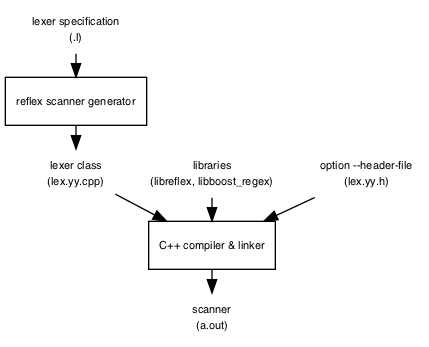 lexer specification
(.l)
reflex scanner generator
lexer class
(lex.yy.cpp)
libraries
(libreflex, libboost_regex)
option --header-file
(lex.yy.h)
C++ compiler & linker
scanner
(a.out)